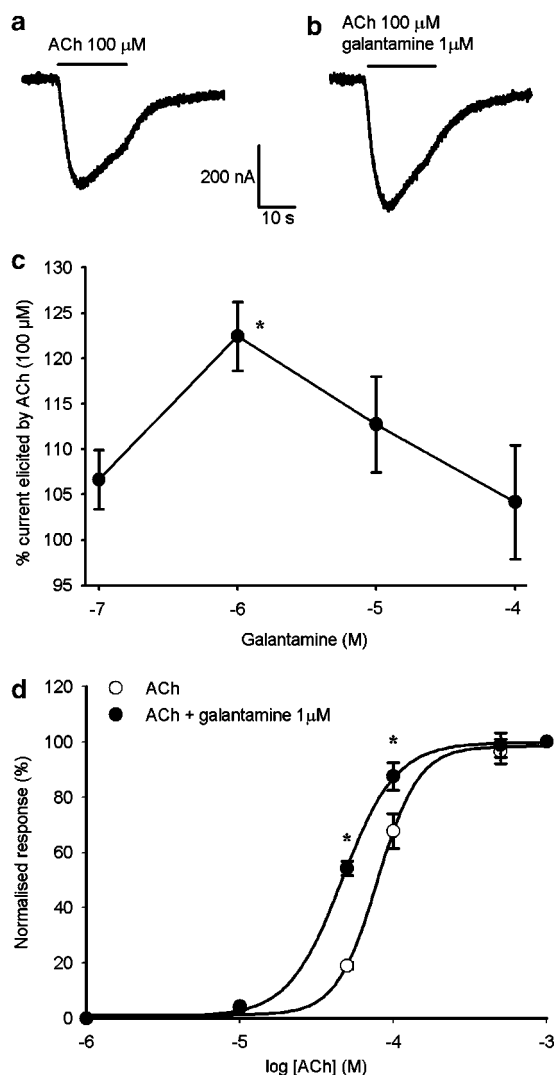 a
ACh 100 µM
b
ACh 100 µM
galantamine 1µM
200 nA
10 s
c
% current elicited by ACh (100 µM)
130
125
120
115
110
105
100
95
-7
-6
-5
-4
*
Galantamine (M)
d
ACh
ACh + galantamine 1µM
Normalised response (%)
120
100
80
60
40
20
0
*
*
-6
-5
-4
-3
log [ACh] (M)